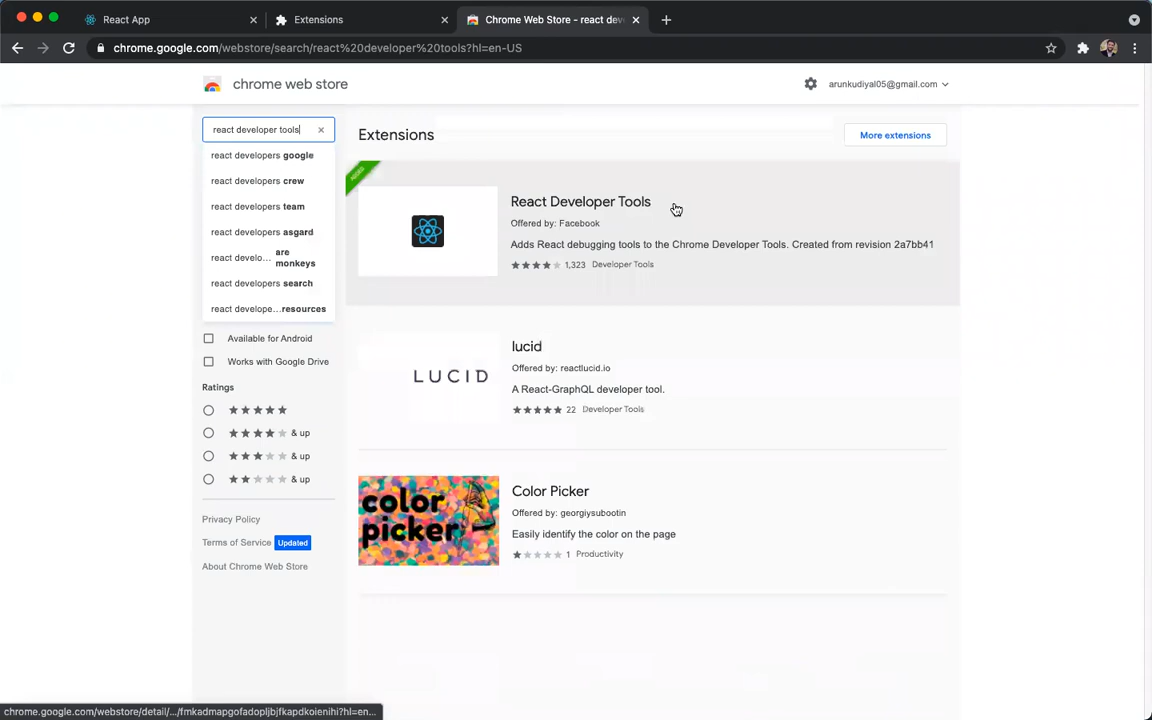 React App
Extensions
Chrome Web Store - react dev
chrome.google.com/webstore/search/react%20developer%20tools?hl=en-US
chrome web store
arunkudiyal05@gmail.com
react developer tools
react developers google
react developers crew
react developers team
react developers asgard
react develo... are monkeys
react developers search
react develope...resources
Available for Android
Works with Google Drive
Ratings
& up
& up
& up
Privacy Policy
Terms of Service Updated
About Chrome Web Store
Extensions
More extensions
ADDED
React Developer Tools
Offered by: Facebook
Adds React debugging tools to the Chrome Developer Tools. Created from revision 2a7bb41
1,323 Developer Tools
lucid
Offered by: reactlucid.io
LUCID
A React-GraphQL developer tool.
22 Developer Tools
color
picker
Color Picker
Offered by: georgiysubootin
Easily identify the color on the page
1 Productivity
chrome.google.com/webstore/detail/.../fmkadmapgofadopljbjfkapdkoienihi?hl=en...